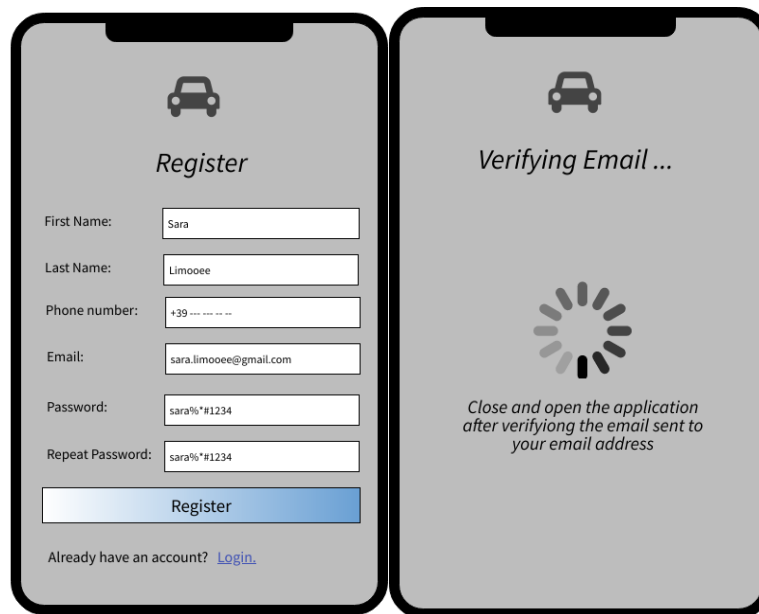 Register
First Name:
Sara
Last Name:
Limooee
Phone number:
+39 --- --- -- --
Email:
sara.limooee@gmail.com
Password:
sara%*#1234
Repeat Password:
sara%*#1234
Register
Already have an account? Login.
Verifying Email ...
Close and open the application
after verifyiong the email sent to
your email address